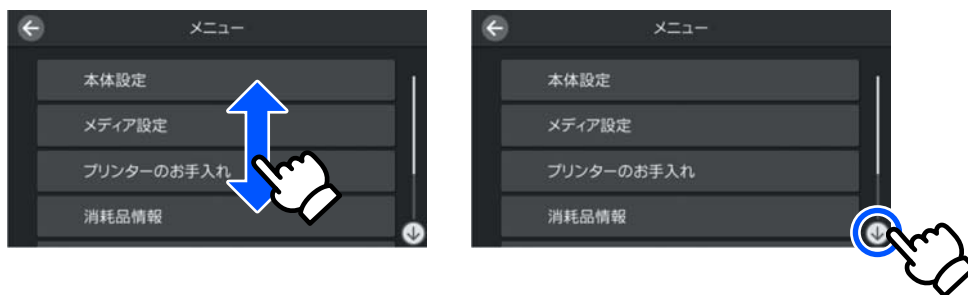 メニュー
本体設定
メディア設定
プリンターのお手入れ
消耗品情報
メニュー
本体設定
メディア設定
プリンターのお手入れ
消耗品情報